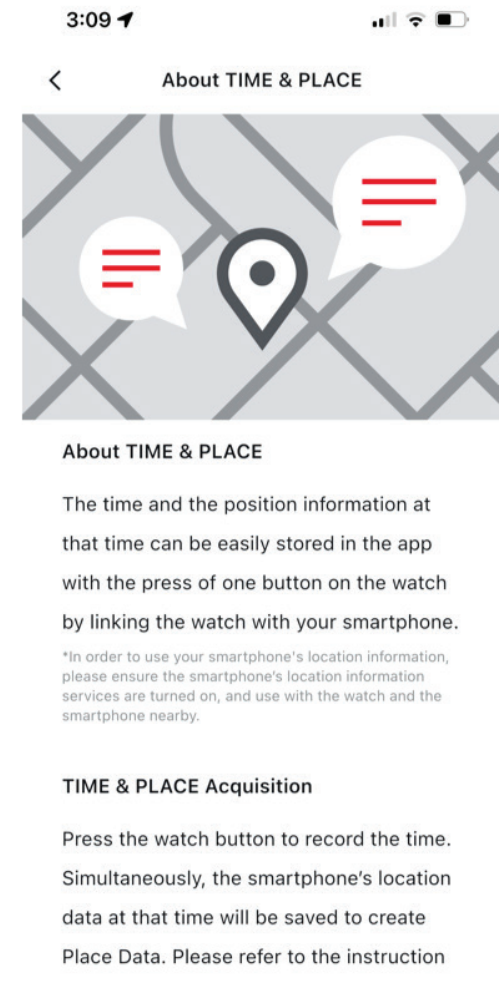 3:09
About TIME & PLACE
About TIME & PLACE
The time and the position information at
that time can be easily stored in the app
with the press of one button on the watch
by linking the watch with your smartphone.
*In order to use your smartphone's location information,
please ensure the smartphone's location information
services are turned on, and use with the watch and the
smartphone nearby.
TIME & PLACE Acquisition
Press the watch button to record the time.
Simultaneously, the smartphone’s location
data at that time will be saved to create
Place Data. Please refer to the instruction